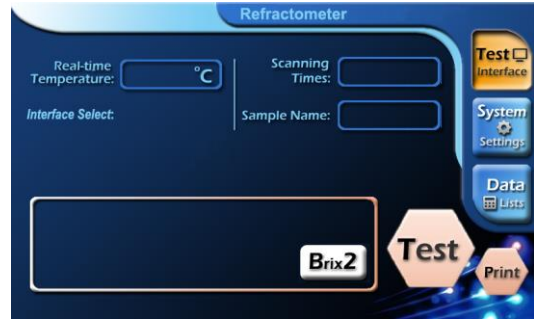 Refractometer
Real-time
Temperature:
°C
Scanning
Times:
Interface Select:
Sample Name:
Test
Interface
System
Settings
Data
Lists
Brix2
Test
Print